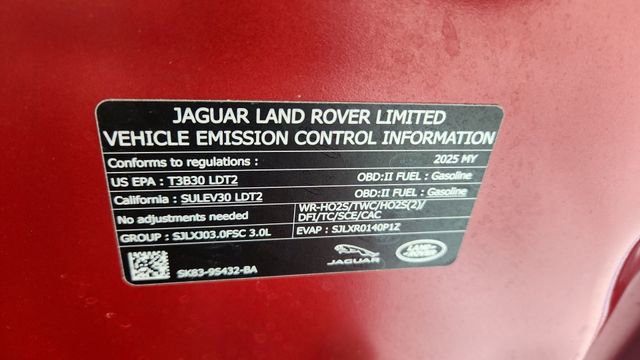 JAGUAR LAND ROVER LIMITED
VEHICLE EMISSION CONTROL INFORMATION
Conforms to regulations : 2025 MY
US EPA : T3B30 LDT2 OBD:II FUEL : Gasoline
California : SULEV30 LDT2 OBD:II FUEL : Gasoline
No adjustments needed WR-HO2S/TWC/HO2S(2)/
DFI/TC/SCE/CAC
GROUP : SJLXJ03.0FSC 3.0L EVAP : SJLXR0140P1Z
SK83-9S432-BA JAGUAR LAND-ROVER